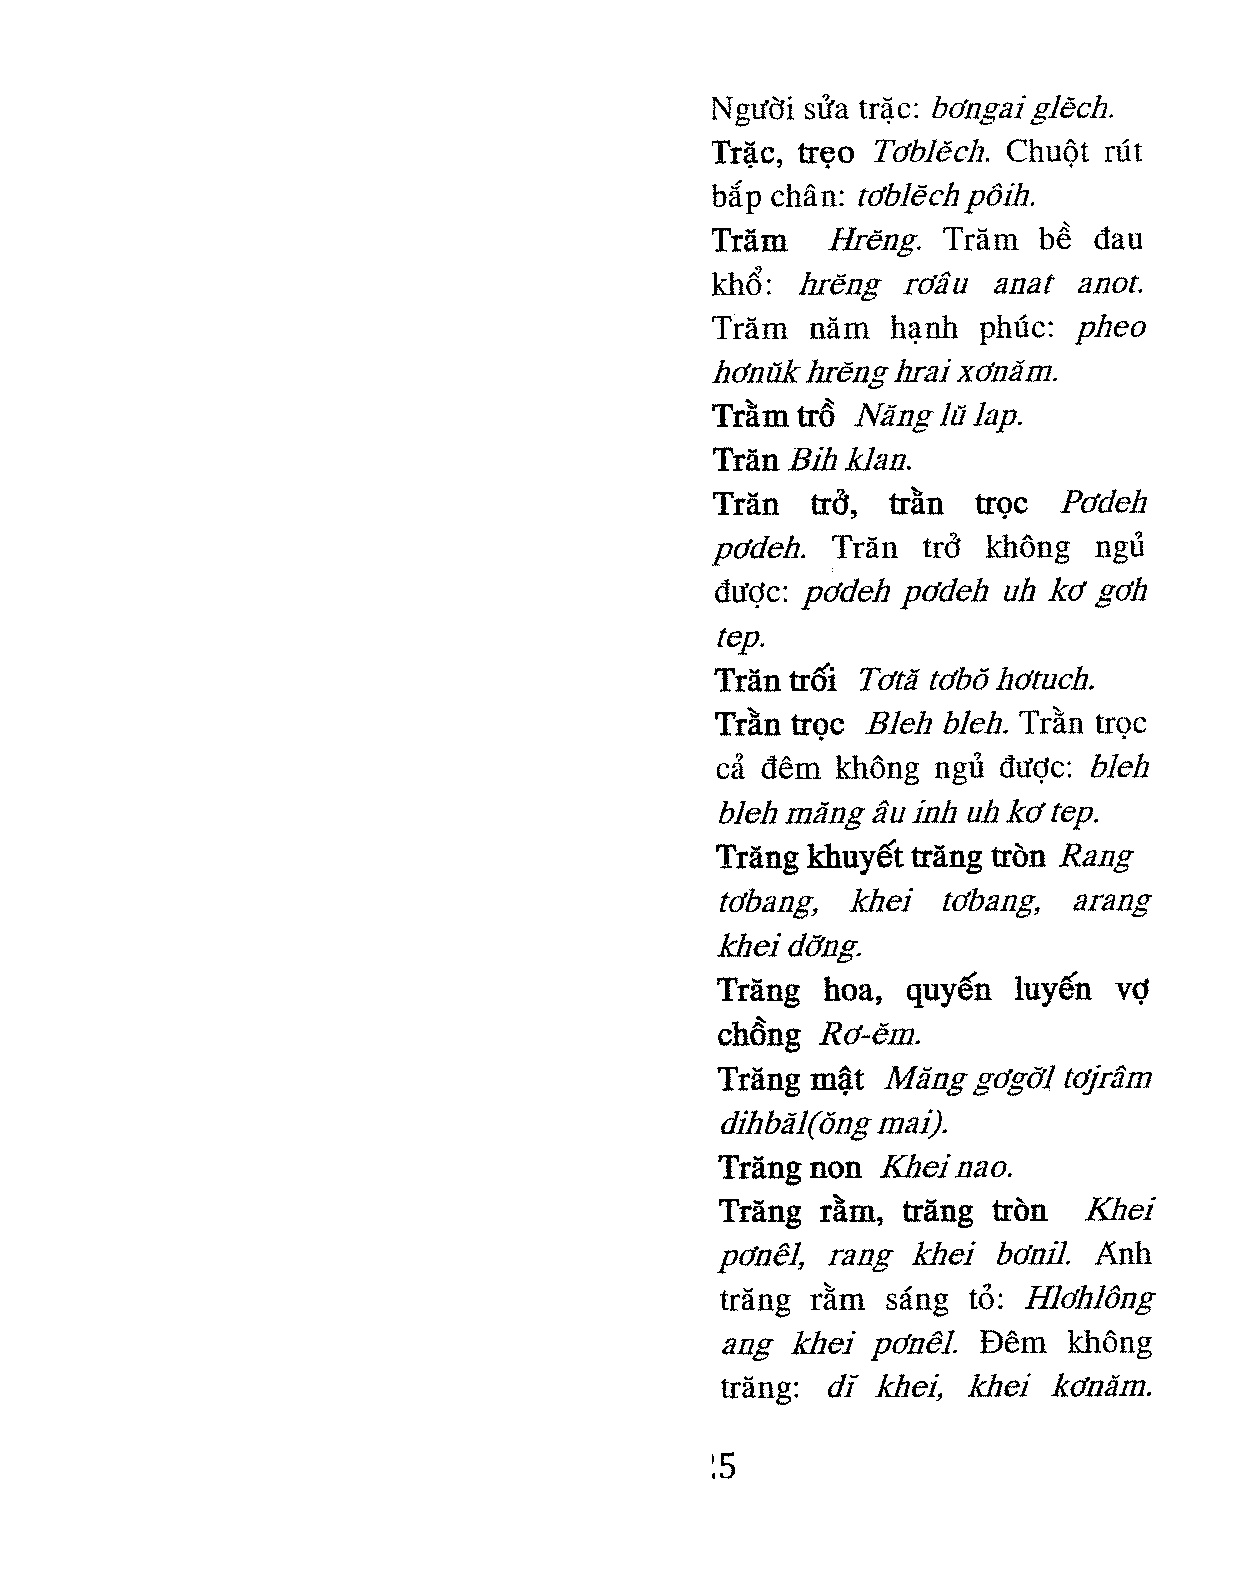 Người sửa trặc: bơngai glĕch.
Trặc, trẹo Tơblĕch. Chuột rút
bắp chân: tơblĕch pôih.
Trăm Hrĕng. Trăm bề đau
khổ: hrĕng rơâu anat anot.
Trăm năm hạnh phúc: pheo
hơnŭk hrĕng hrai xơnăm.
Trầm trồ Năng lŭ lap.
Trăn Bih klan.
Trăn trở, trằn trọc Pơdeh
pơdeh. Trăn trở không ngủ
được: pơdeh pơdeh uh kơ gơh
tep.
Trăn trối Tơtă tơbŏ hơtuch.
Trằn trọc Bleh bleh. Trằn trọc
cả đêm không ngủ được: bleh
bleh măng âu inh uh kơ tep.
Trăng khuyết trăng tròn Rang
tơbang, khei tơbang, arang
khei dơ̆ng.
Trăng hoa, quyến luyến vợ
chồng Rơ-ĕm.
Trăng mật Măng gơgơ̆l tơjrâm
dihbăl(ŏng mai).
Trăng non Khei nao.
Trăng rằm, trăng tròn Khei
pơnêl, rang khei bơnil. Ánh
trăng rằm sáng tỏ: Hlơhlông
ang khei pơnêl. Đêm không
trăng: dĭ khei, khei kơnăm.
5